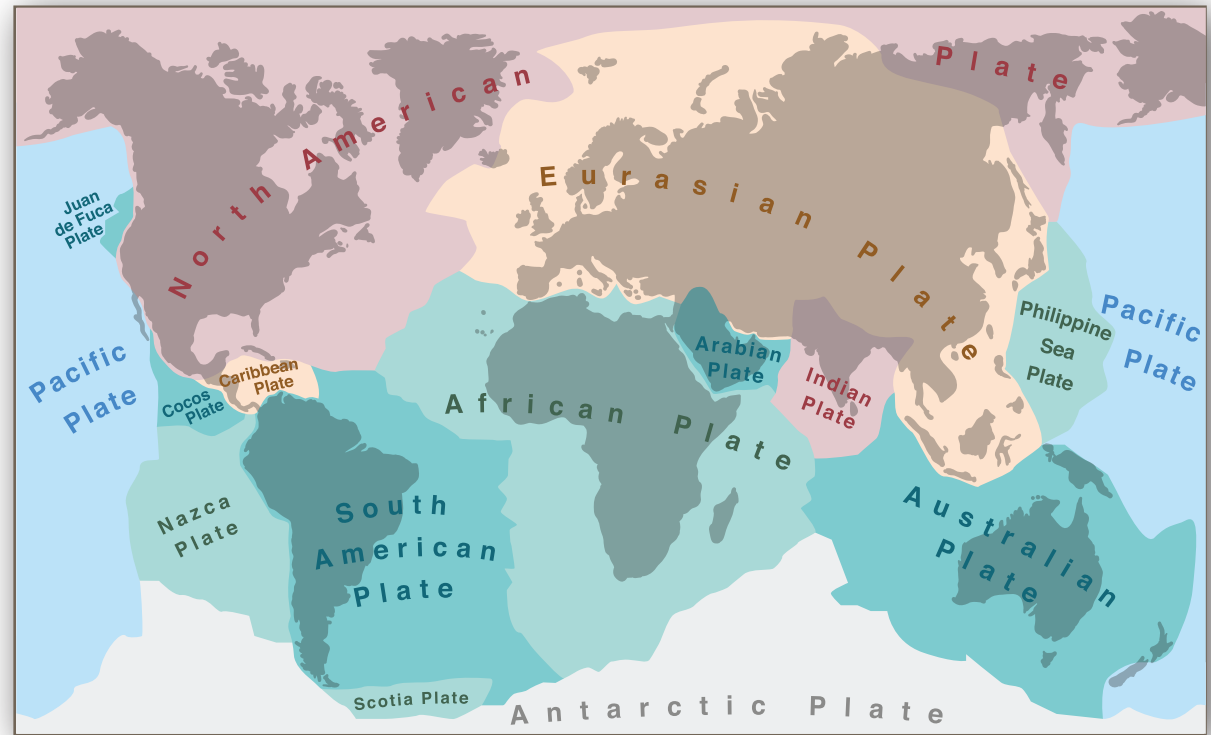 North American Plate
Eurasian Plate
Juan
de Fuca
Plate
Pacific
Plate
Caribbean
Plate
Cocos
Plate
Arabian
Plate
Indian
Plate
Philippine
Sea
Plate
Pacific
Plate
African Plate
Nazca
Plate
South
American
Plate
Australian
Plate
Scotia Plate
Antarctic Plate